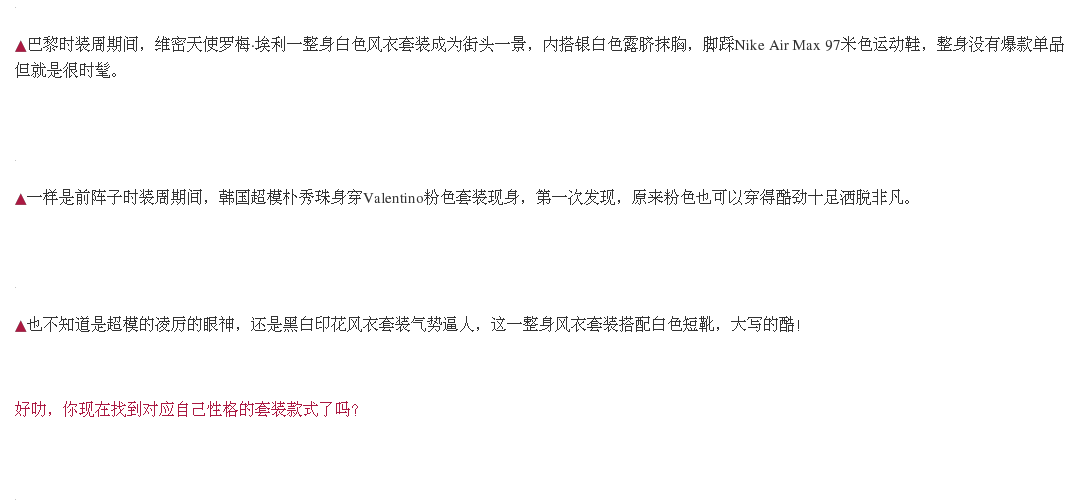 ▲巴黎时装周期间，维密天使罗梅·埃利一整身白色风衣套装成为街头一景，内搭银白色露脐抹胸，脚踩Nike Air Max 97米色运动鞋，整身没有爆款单品
但就是很时髦。
▲一样是前阵子时装周期间，韩国超模朴秀珠身穿Valentino粉色套装现身，第一次发现，原来粉色也可以穿得酷劲十足洒脱非凡。
▲也不知道是超模的凌厉的眼神，还是黑白印花风衣套装气势逼人，这一整身风衣套装搭配白色短靴，大写的酷！
好叻，你现在找到对应自己性格的套装款式了吗？